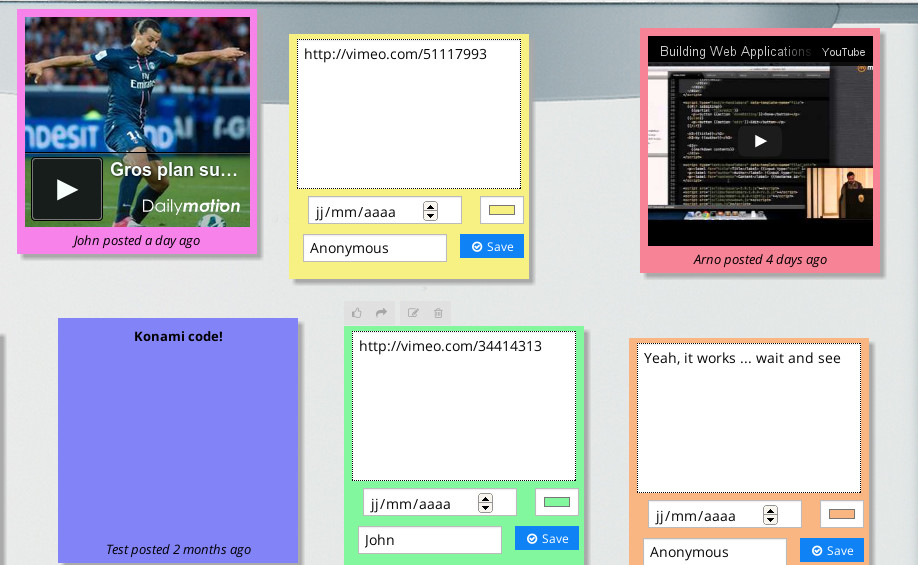 indesit
Fly
Emirates
Gros plan su...
Dailymotion
John posted a day ago
http://vimeo.com/51117993
jj/mm/aaaa
Anonymous
Save
Building Web Applications
YouTube
Arno posted 4 days ago
Konami code!
Test posted 2 months ago
http://vimeo.com/34414313
jj/mm/aaaa
John
Save
Yeah, it works ... wait and see
jj/mm/aaaa
Anonymous
Save